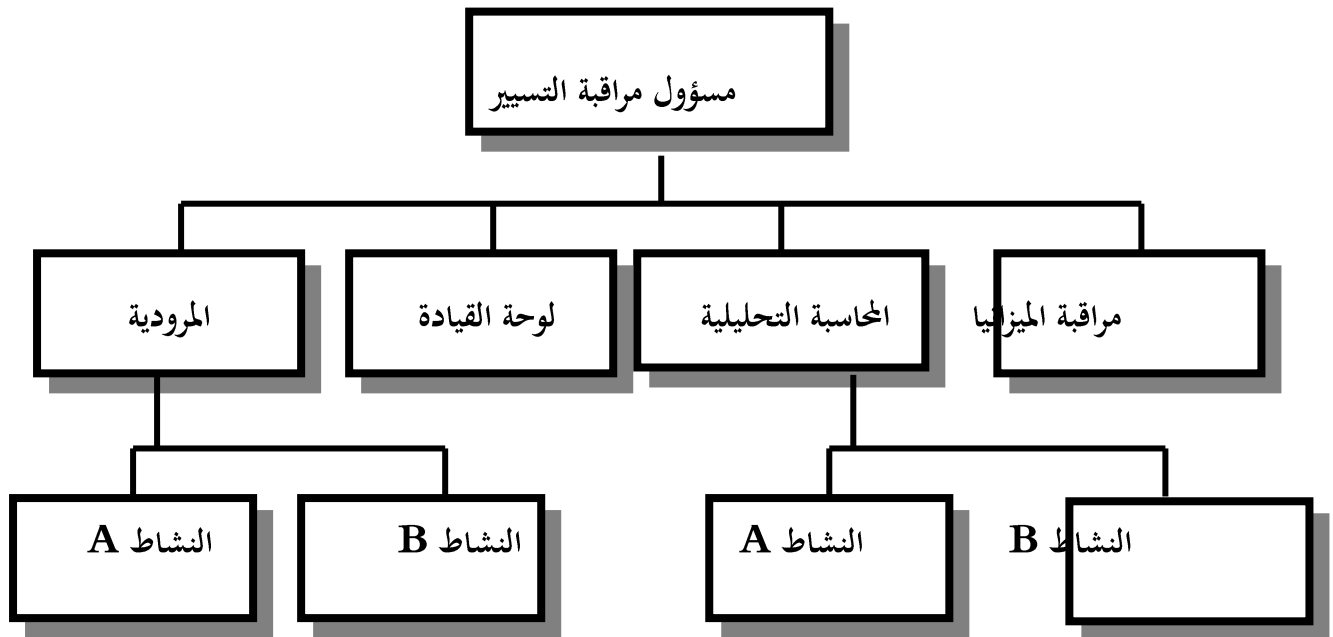 مسؤول مراقبة التسيير
مراقبة الميزانيا
المحاسبة التحليلية
لوحة القيادة
المرودية
النشاط B
النشاط A
النشاط B
النشاط A